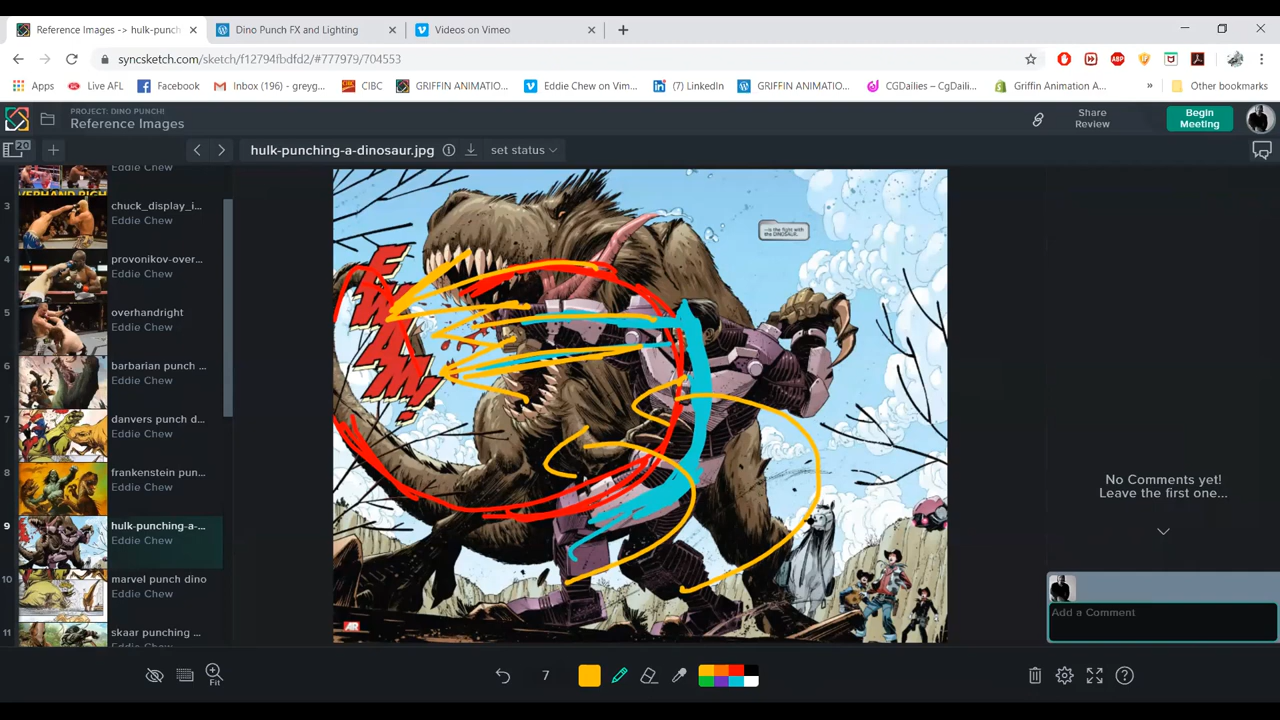 Reference Images -> hulk-punch
Dino Punch FX and Lighting
Videos on Vimeo
syncsketch.com/sketch/f12794fbdfd2/#777979/704553
Apps
Live AFL
Facebook
Inbox (196) - greyg...
CIBC
GRIFFIN ANIMATIO...
Eddie Chew on Vim...
(7) LinkedIn
GRIFFIN ANIMATIO...
CGDailies – CgDaili...
Griffin Animation A...
»
Other bookmarks
PROJECT: DINO PUNCH!
Reference Images
Share
Review
Begin
Meeting
20
hulk-punching-a-dinosaur.jpg
set status
Eddie Chew
3
chuck_display_i...
Eddie Chew
4
provonikov-over...
Eddie Chew
5
overhandright
Eddie Chew
6
barbarian punch ...
Eddie Chew
7
danvers punch d...
Eddie Chew
8
frankenstein pun...
Eddie Chew
9
hulk-punching-a-...
Eddie Chew
10
marvel punch dino
Eddie Chew
11
skaar punching ...
Eddie Chew
No Comments yet!
Leave the first one...
Add a Comment
Fit
7